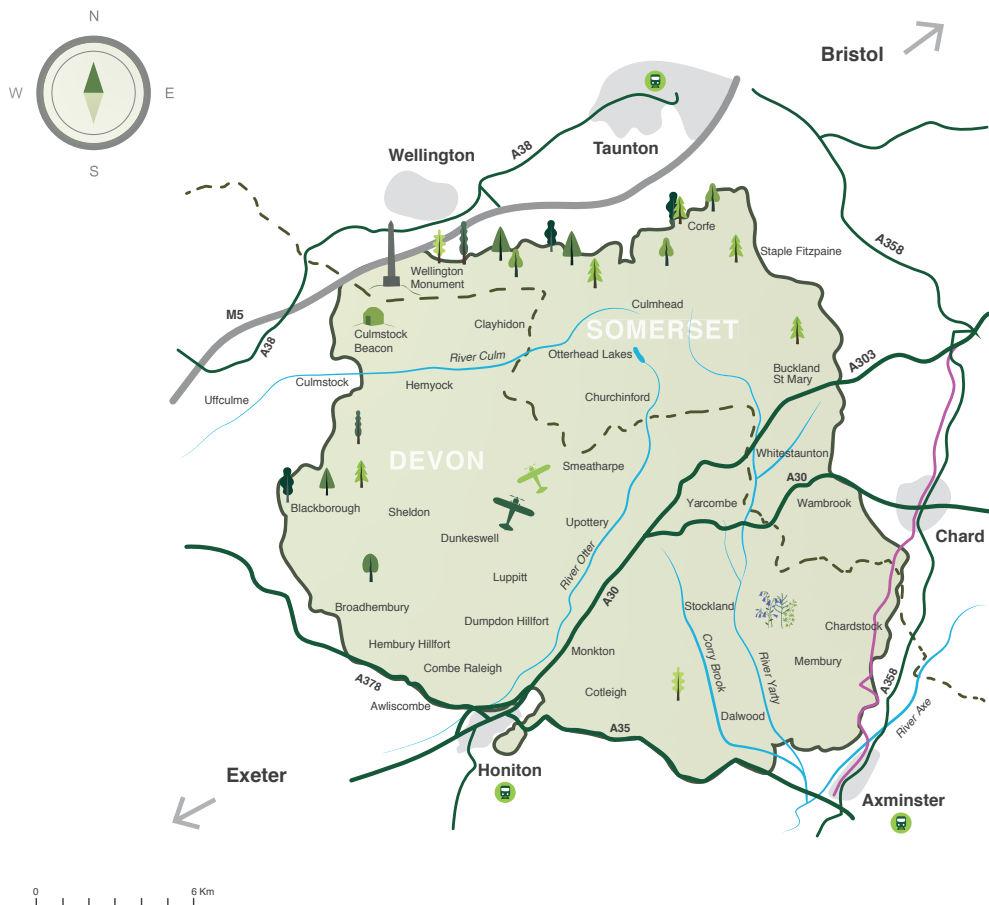 N
W
E
S
Bristol
Taunton
A38
Wellington
Corfe
Staple Fitzpaine
A358
Wellington
Monument
Culmhead
M5
A38
Clayhidon
SOMERSET
Culmstock
Beacon
River Culm
Otterhead Lakes
A303
Buckland
St Mary
Culmstock
Hemyock
Uffculme
Churchinford
DEVON
Smeatharpe
Whitestaunton
A30
Blackborough
Sheldon
Yarcombe
Wambrook
Upottery
Dunkeswell
Chard
River Otter
Luppitt
A30
Broadhembury
Stockland
Dumpdon Hillfort
Chardstock
Hembury Hillfort
Monkton
Corry Brook
River Yarty
Membury
Combe Raleigh
A378
Cotleigh
A358
Awliscombe
Dalwood
River Axe
A35
Exeter
Honiton
Axminster
0
6 Km